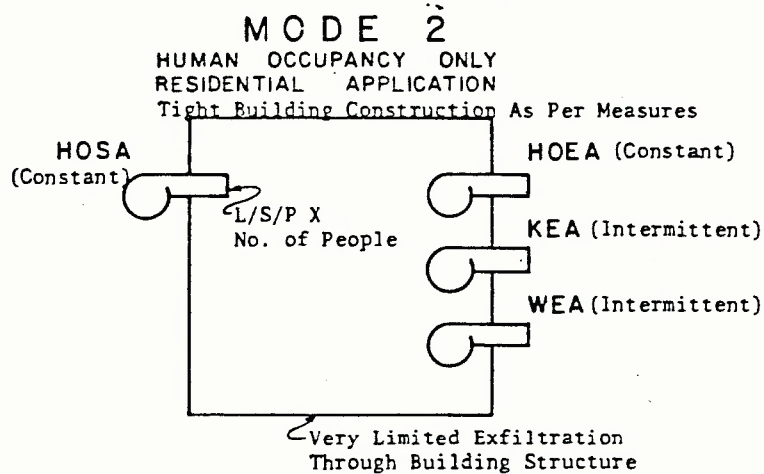 MODE 2
HUMAN OCCUPANCY ONLY
RESIDENTIAL APPLICATION
Tight Building Construction As Per Measures
HOSA
(Constant)
L/S/P X
No. of People
HOEA (Constant)
KEA (Intermittent)
WEA (Intermittent)
Very Limited Exfiltration
Through Building Structure